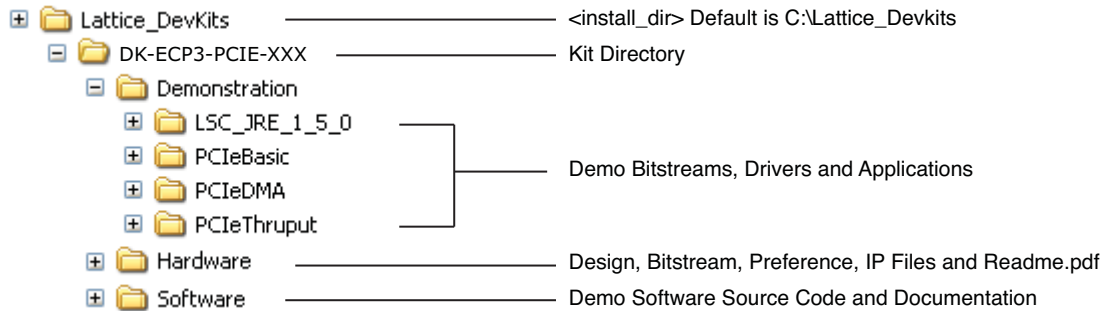 Lattice_DevKits <install_dir> Default is C:\Lattice_Devkits
DK-ECP3-PCIE-XXX Kit Directory
Demonstration
LSC_JRE_1_5_0
PCIeBasic
Demo Bitstreams, Drivers and Applications
PCIeDMA
PCIeThruput
Hardware Design, Bitstream, Preference, IP Files and Readme.pdf
Software Demo Software Source Code and Documentation